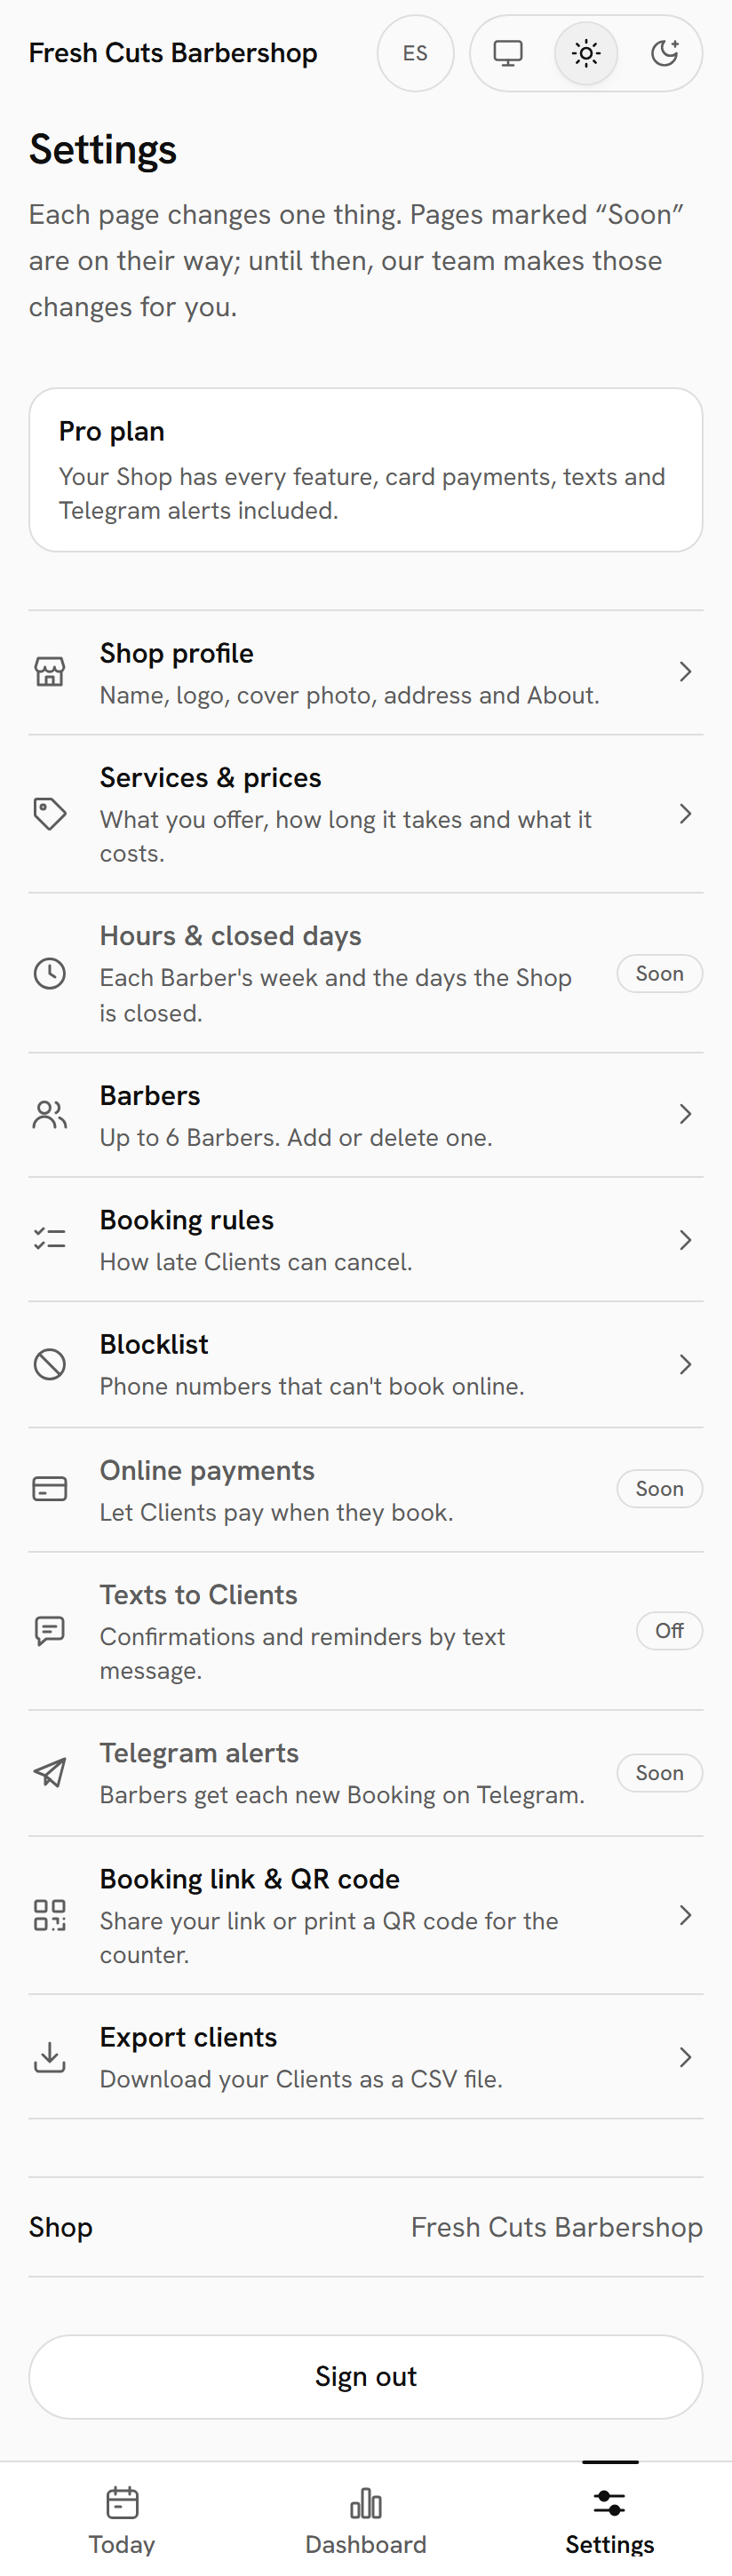 Fresh Cuts Barbershop
ES
Settings
Each page changes one thing. Pages marked “Soon”
are on their way; until then, our team makes those
changes for you.
Pro plan
Your Shop has every feature, card payments, texts and
Telegram alerts included.
Shop profile
Name, logo, cover photo, address and About.
Services & prices
What you offer, how long it takes and what it
costs.
Hours & closed days
Each Barber's week and the days the Shop
is closed.
Soon
Barbers
Up to 6 Barbers. Add or delete one.
Booking rules
How late Clients can cancel.
Blocklist
Phone numbers that can't book online.
Online payments
Let Clients pay when they book.
Soon
Texts to Clients
Confirmations and reminders by text
message.
Off
Telegram alerts
Barbers get each new Booking on Telegram.
Soon
Booking link & QR code
Share your link or print a QR code for the
counter.
Export clients
Download your Clients as a CSV file.
Shop
Fresh Cuts Barbershop
Sign out
Today
Dashboard
Settings